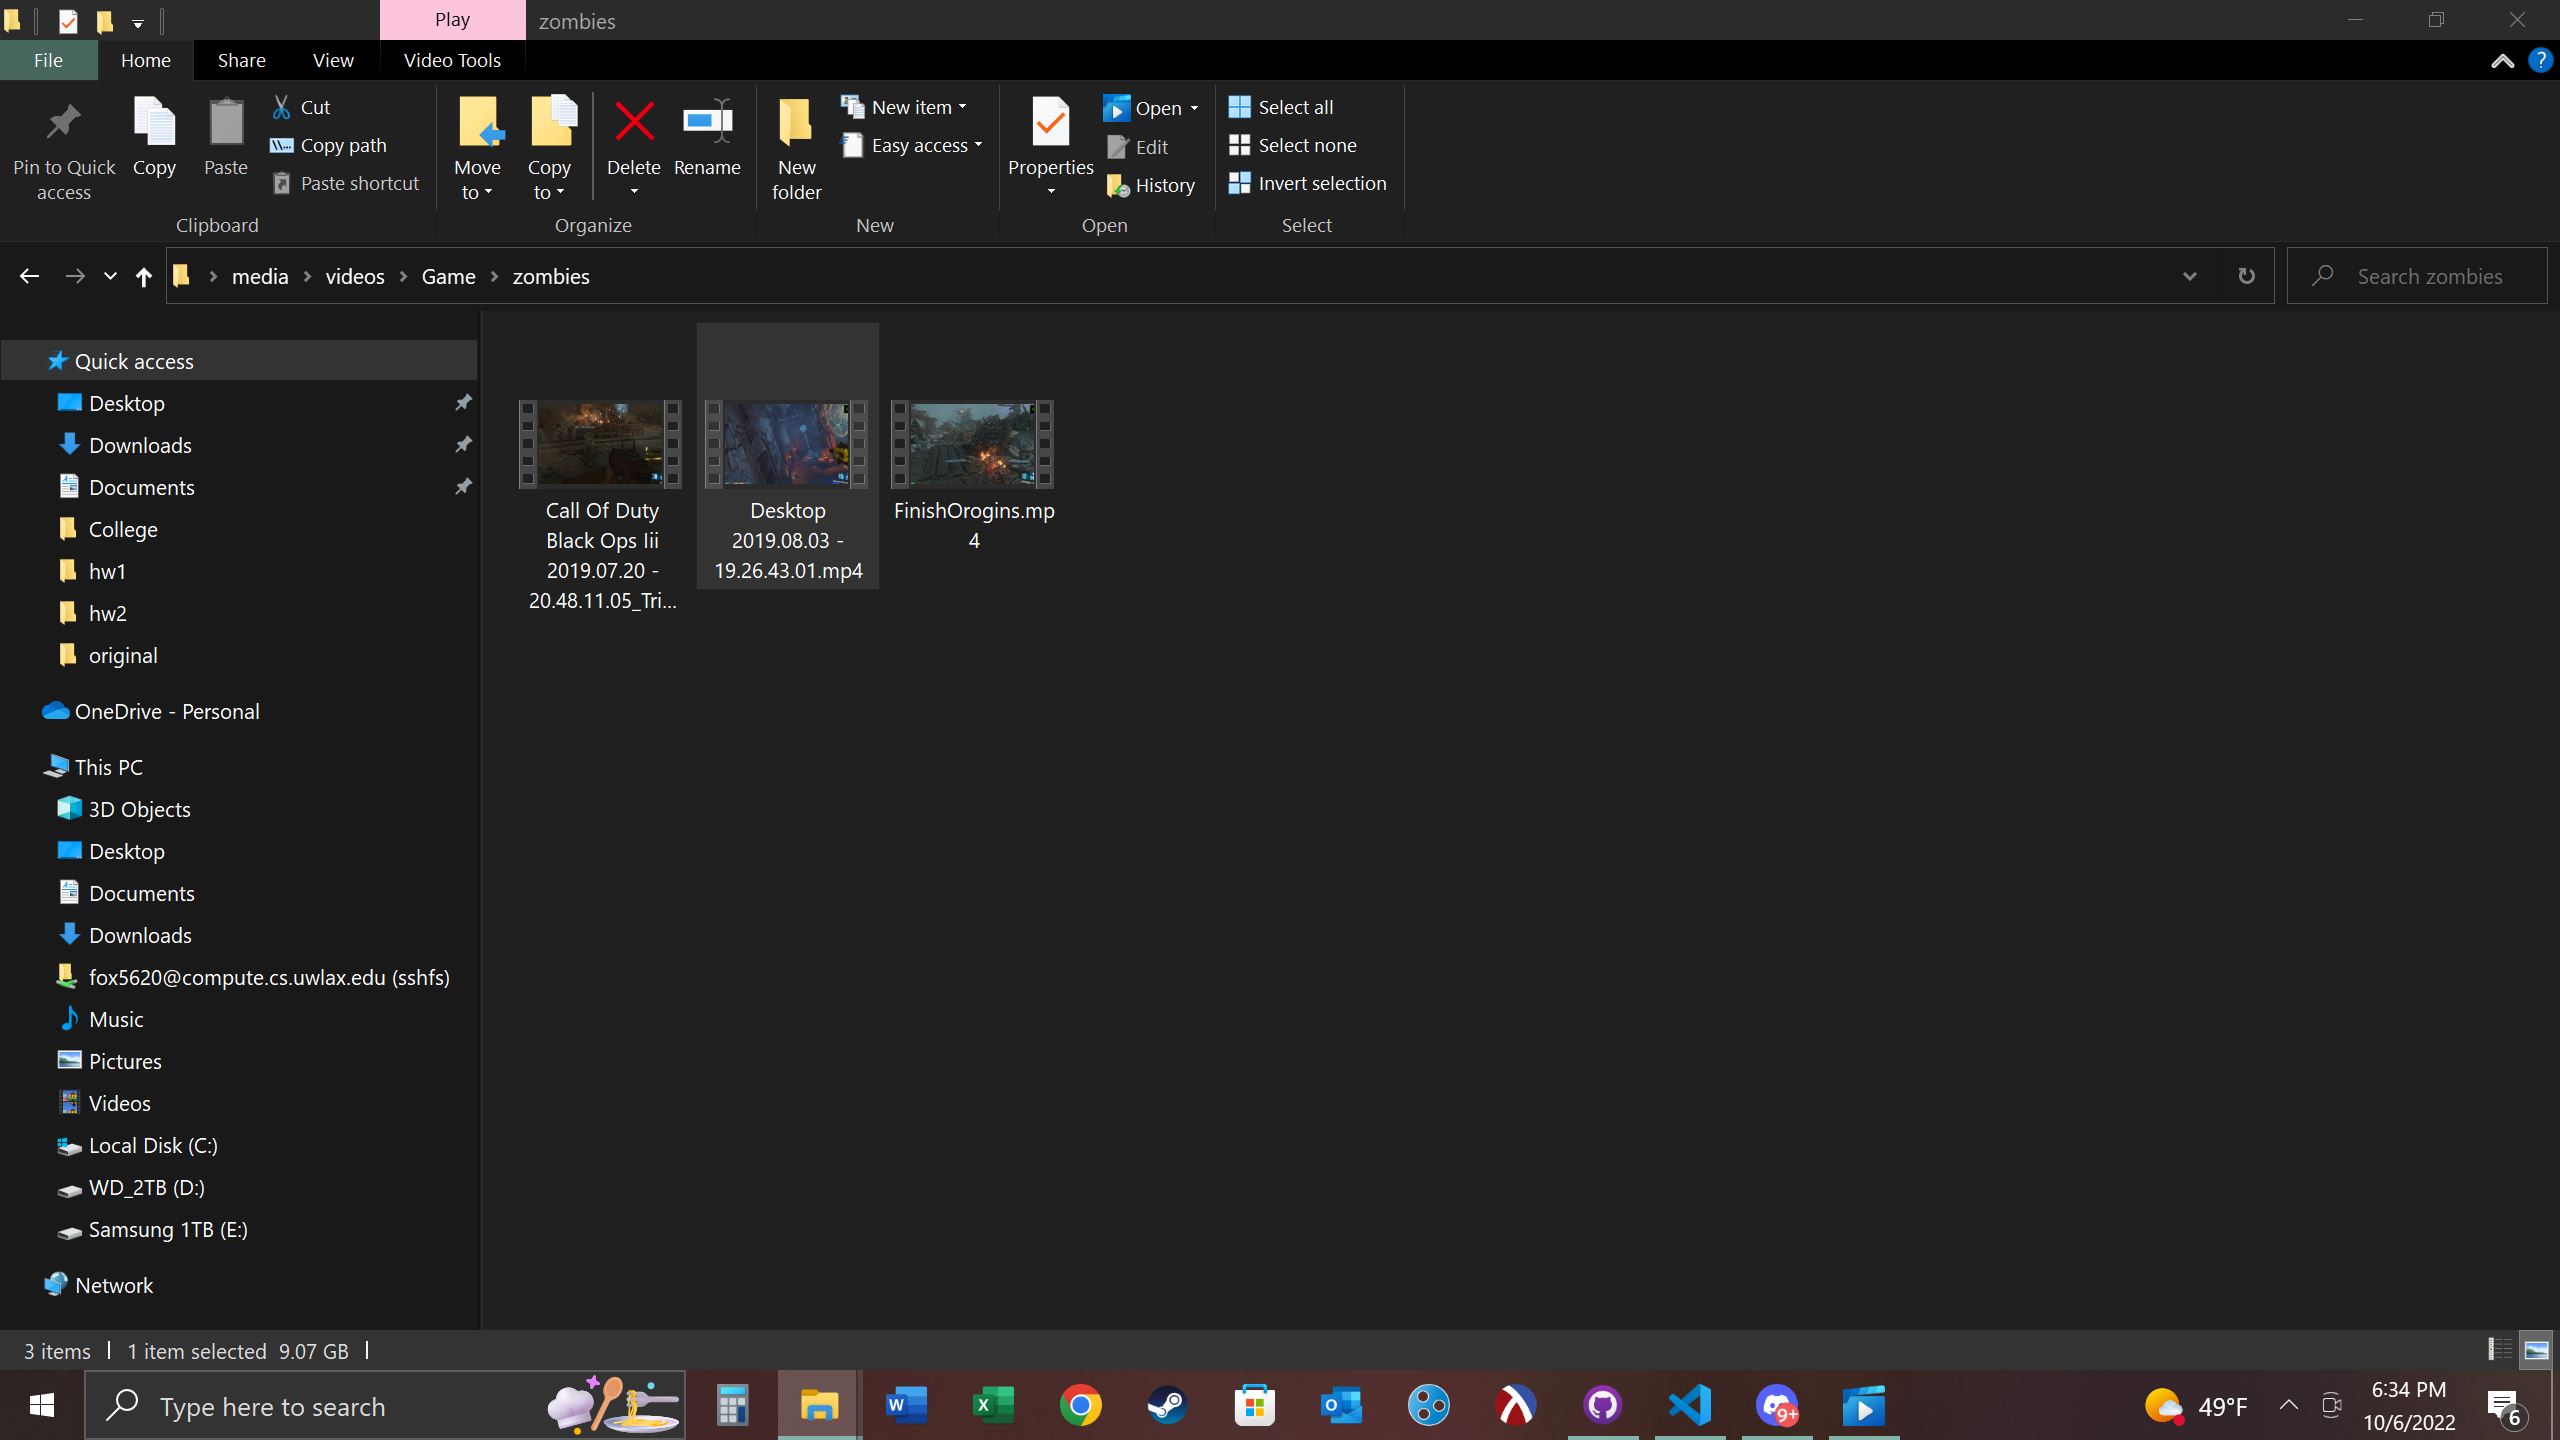 Play
zombies
File
Home
Share
View
Video Tools
Pin to Quick
access
Copy
Paste
Cut
Copy path
Paste shortcut
Clipboard
Move
to
Copy
to
Delete
Rename
Organize
New
folder
New item
Easy access
New
Properties
Open
Edit
History
Open
Select all
Select none
Invert selection
Select
media
videos
Game
zombies
Search zombies
Quick access
Desktop
Downloads
Documents
College
hw1
hw2
original
OneDrive - Personal
This PC
3D Objects
Desktop
Documents
Downloads
fox5620@compute.cs.uwlax.edu (sshfs)
Music
Pictures
Videos
Local Disk (C:)
WD_2TB (D:)
Samsung 1TB (E:)
Network
Call Of Duty
Black Ops Iii
2019.07.20 -
20.48.11.05_Tri...
Desktop
2019.08.03 -
19.26.43.01.mp4
FinishOrogins.mp
4
3 items
1 item selected 9.07 GB
Type here to search
9+
49°F
6:34 PM
10/6/2022
6